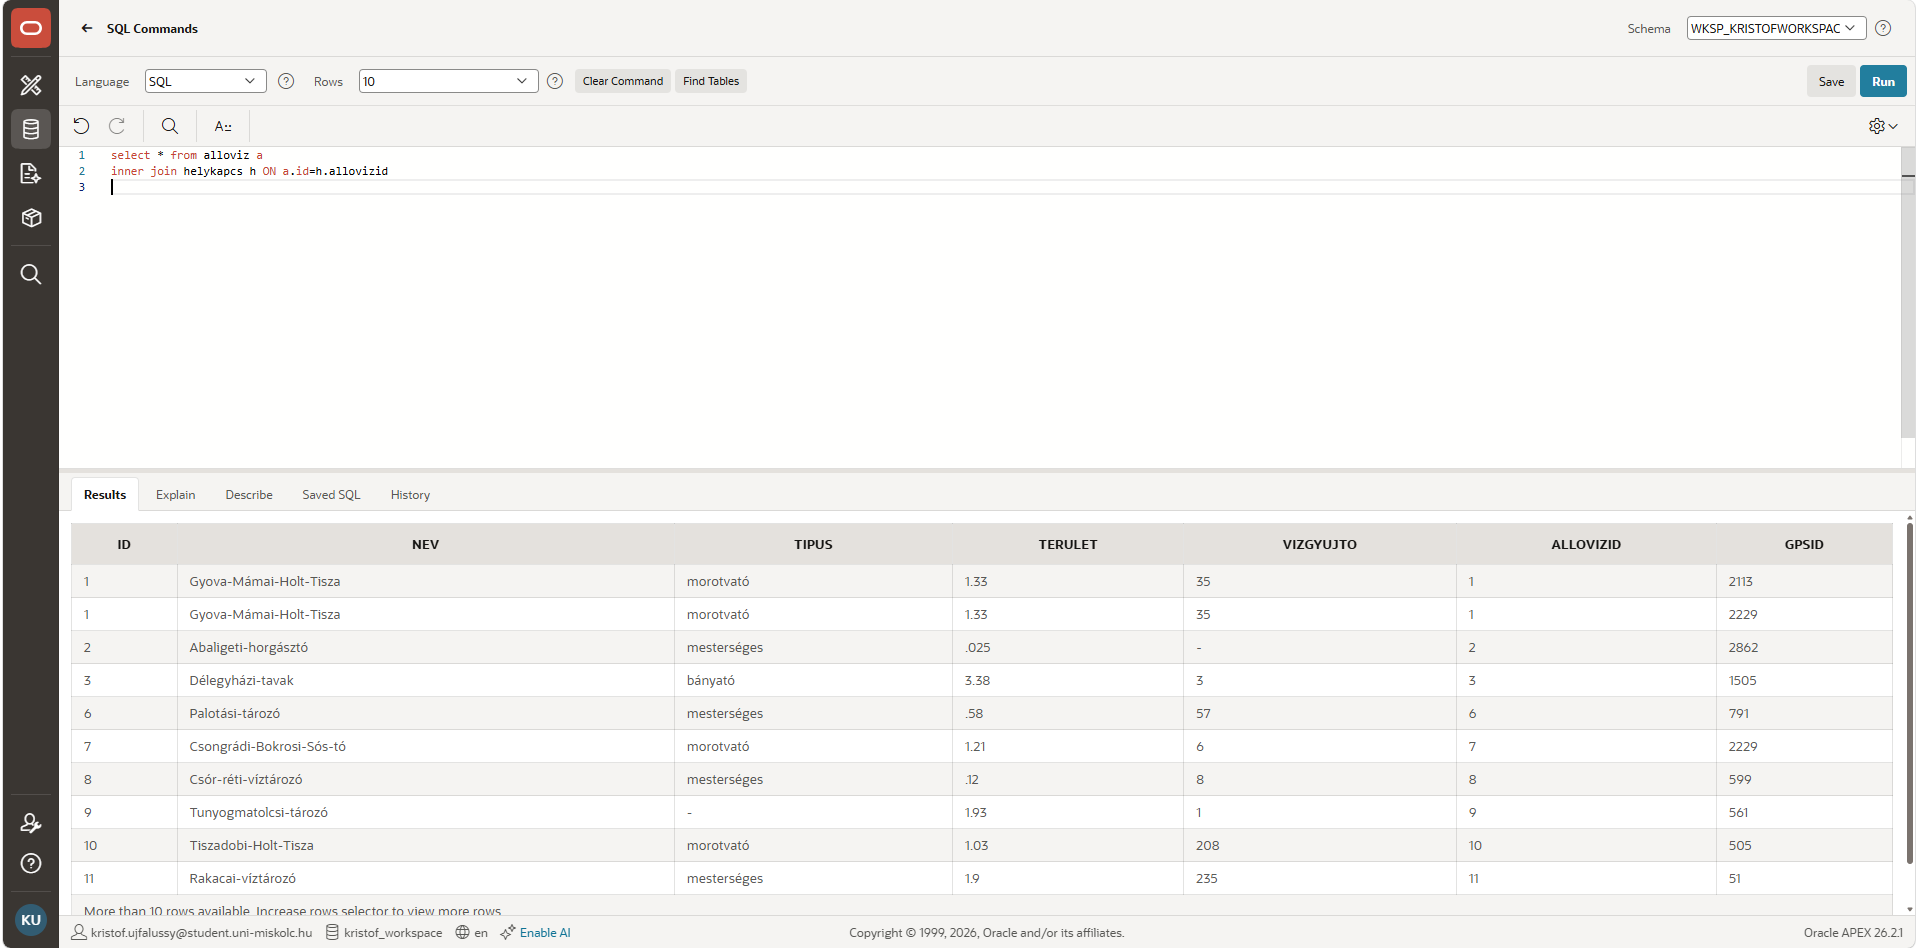 SQL Commands
Schema WKSP_KRISTOFWORKSPAC
Language SQL Rows 10 Clear Command Find Tables Save Run
A::
1 select * from alloviz a
2 inner join helykapcs h ON a.id=h.allovizid
3
Results Explain Describe Saved SQL History
ID NEV TIPUS TERULET VIZGYUJTO ALLOVIZID GPSID
1 Gyova-Mámai-Holt-Tisza morotvató 1.33 35 1 2113
1 Gyova-Mámai-Holt-Tisza morotvató 1.33 35 1 2229
2 Abaligeti-horgásztó mesterséges .025 - 2 2862
3 Délegyházi-tavak bányató 3.38 3 3 1505
6 Palotási-tározó mesterséges .58 57 6 791
7 Csongrádi-Bokrosi-Sós-tó morotvató 1.21 6 7 2229
8 Csór-réti-víztározó mesterséges .12 8 8 599
9 Tunyogmatolcsi-tározó - 1.93 1 9 561
10 Tiszadobi-Holt-Tisza morotvató 1.03 208 10 505
11 Rakacai-víztározó mesterséges 1.9 235 11 51
More than 10 rows available. Increase rows selector to view more rows.
KU kristof.ujfalussy@student.uni-miskolc.hu kristof_workspace en Enable AI Copyright © 1999, 2026, Oracle and/or its affiliates. Oracle APEX 26.2.1